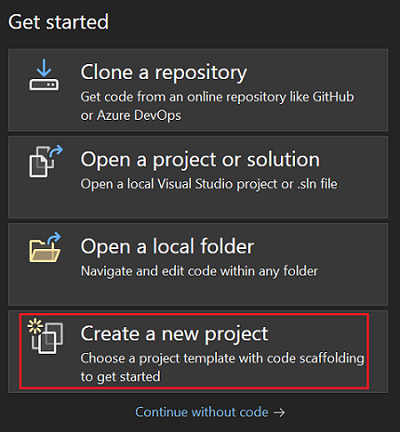 Get started
Clone a repository
Get code from an online repository like GitHub
or Azure DevOps
Open a project or solution
Open a local Visual Studio project or .sln file
Open a local folder
Navigate and edit code within any folder
Create a new project
Choose a project template with code scaffolding
to get started
Continue without code →